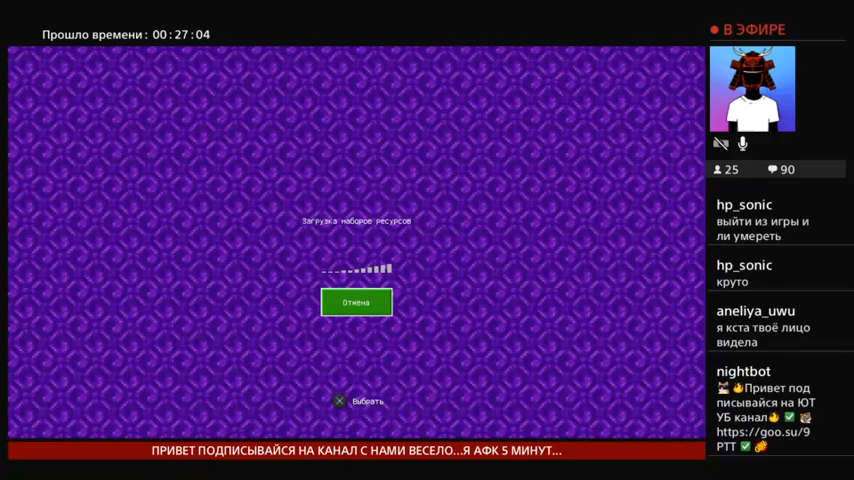 Прошло времени: 00:27:04
В ЭФИРЕ
25
90
Загрузка наборов ресурсов
Отмена
Выбрать
hp_sonic
выйти из игры и
ли умереть
hp_sonic
круто
aneliya_uwu
я кста твоё лицо
видела
nightbot
Привет под
писывайся на ЮТ
УБ канал
https://goo.su/9
PTT
ПРИВЕТ ПОДПИСЫВАЙСЯ НА КАНАЛ С НАМИ ВЕСЕЛО...Я АФК 5 МИНУТ...